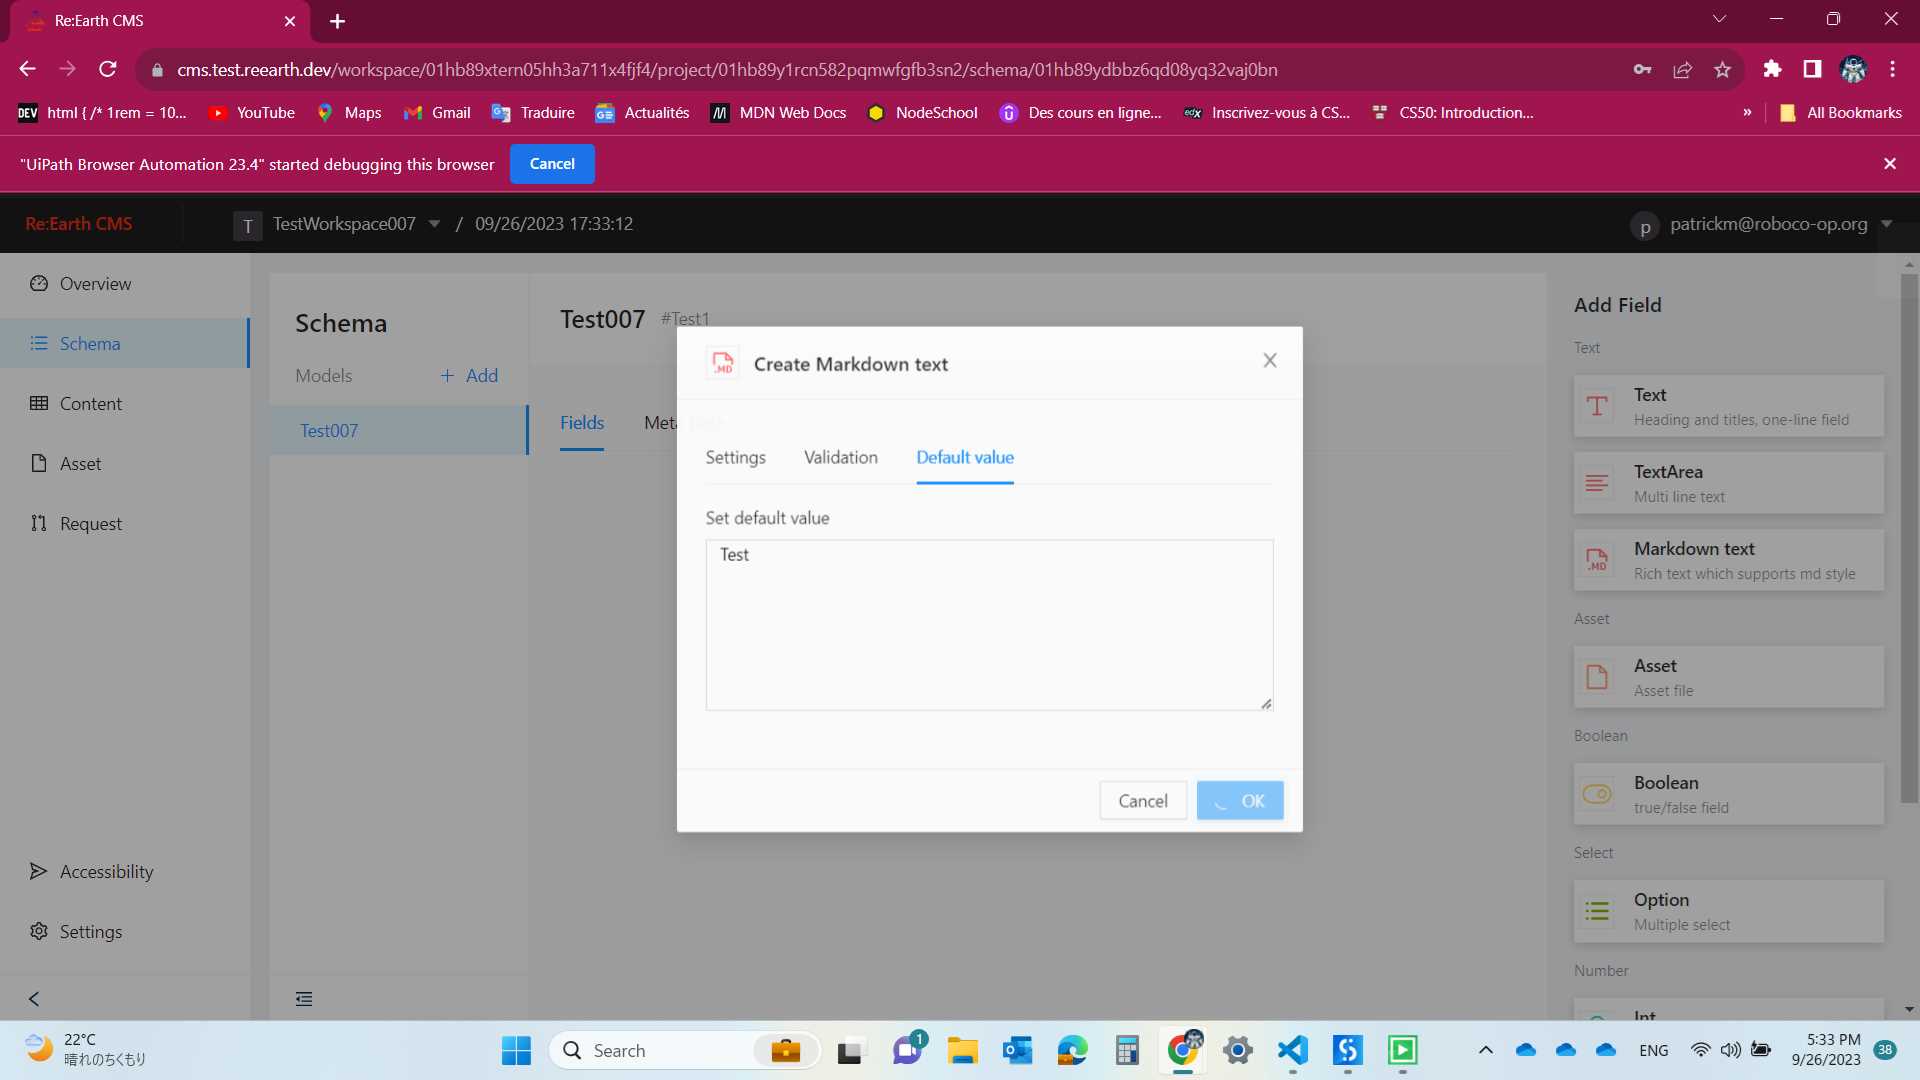 Re:Earth CMS
cms.test.reearth.dev/workspace/01hb89xtern05hh3a711x4fjf4/project/01hb89y1rcn582pqmwfgfb3sn2/schema/01hb89ydbbz6qd08yq32vaj0bn
DEV html { /* 1rem = 10... YouTube Maps Gmail Traduire Actualités MDN Web Docs NodeSchool Des cours en ligne... edX Inscrivez-vous à CS... CS50: Introduction... » All Bookmarks
"UiPath Browser Automation 23.4" started debugging this browser Cancel
Re:Earth CMS T TestWorkspace007 / 09/26/2023 17:33:12 p patrickm@roboco-op.org
Overview
Schema
Content
Asset
Request
Accessibility
Settings
Schema
Models + Add
Test007
Test007 #Test1
Fields Meta
.MD Create Markdown text
Settings Validation Default value
Set default value
Test
Cancel OK
Add Field
Text
Text
Heading and titles, one-line field
TextArea
Multi line text
.MD
Markdown text
Rich text which supports md style
Asset
Asset
Asset file
Boolean
Boolean
true/false field
Select
Option
Multiple select
Number
Int
22°C
晴れのちくもり
Search
1
ENG
5:33 PM
9/26/2023
38